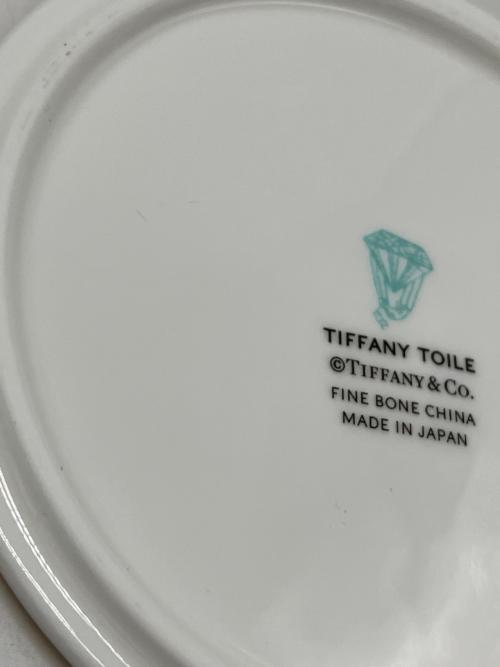 TIFFANY TOILE
©TIFFANY & CO.
FINE BONE CHINA
MADE IN JAPAN